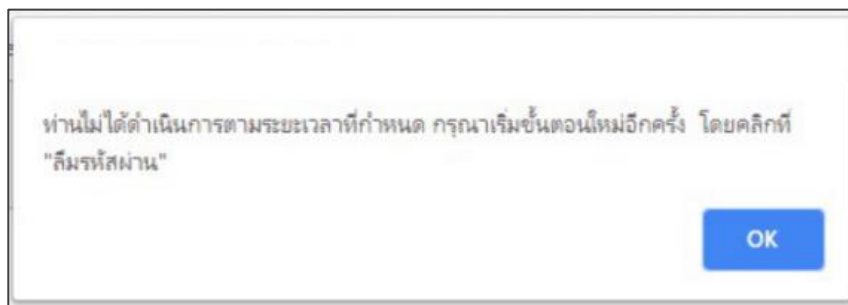 ท่านไม่ได้ดำเนินการตามระยะเวลาที่กำหนด กรุณาเริ่มขั้นตอนใหม่อีกครั้ง โดยคลิกที่
"ลืมรหัสผ่าน"
OK